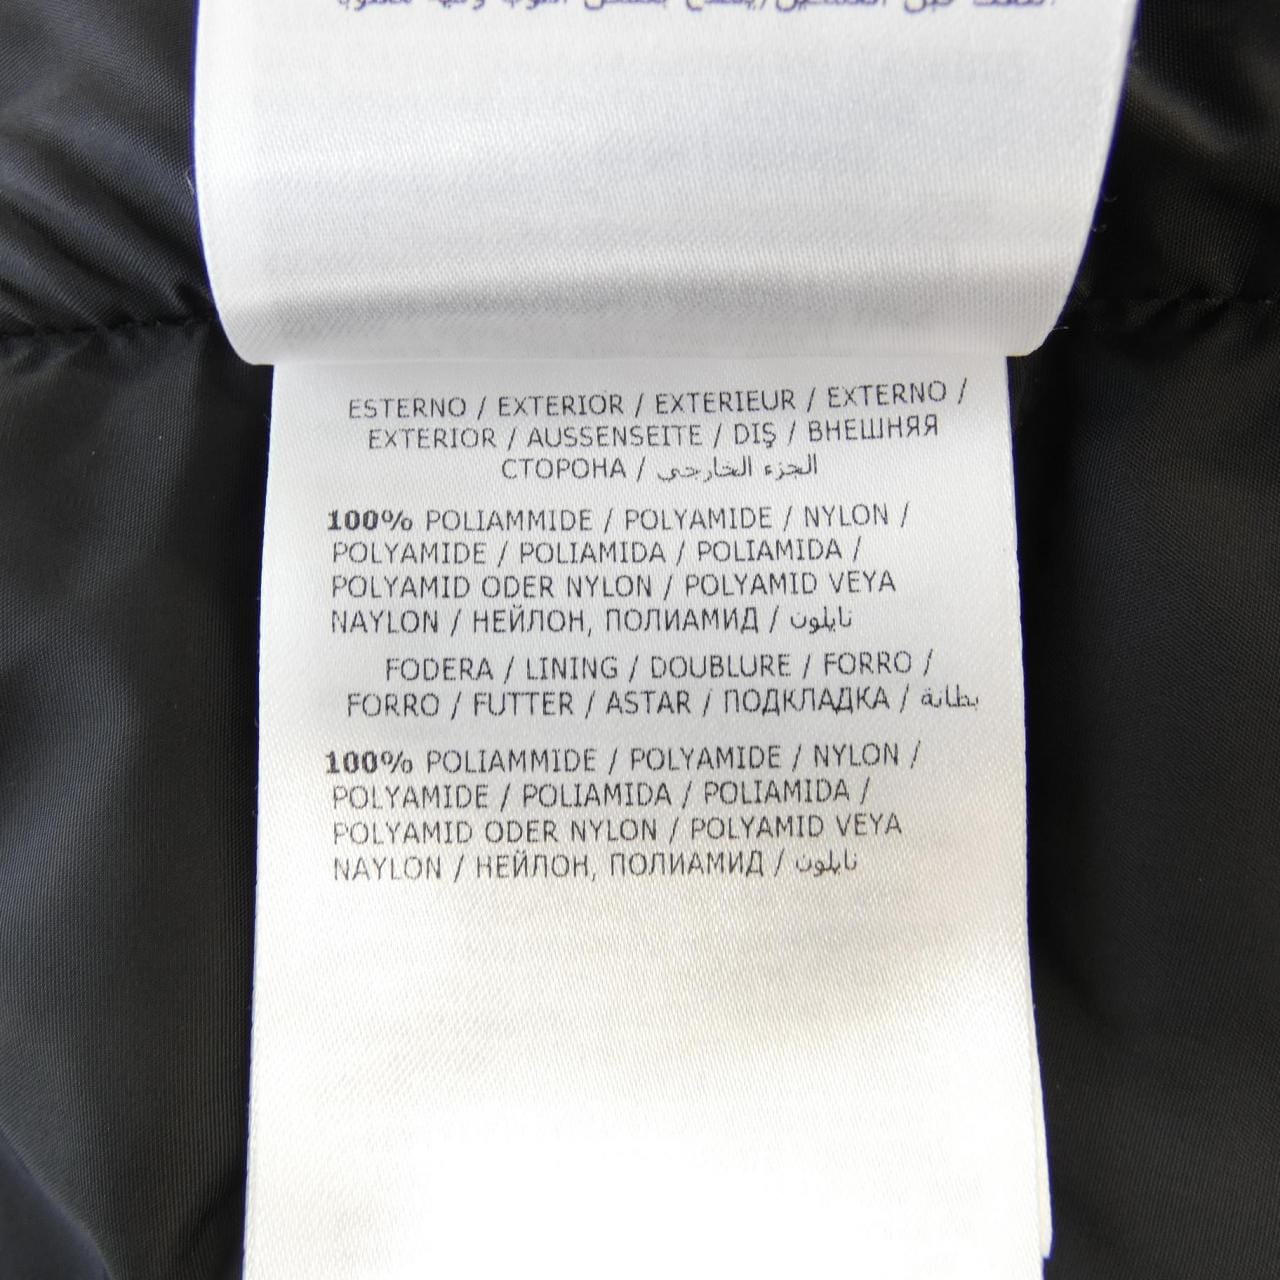 ESTERNO / EXTERIOR / EXTERIEUR / EXTERNO /
EXTERIOR / AUSSENSEITE / DIŞ / ВНЕШНЯЯ
СТОРОНА / الجزء الخارجي
100% POLIAMMIDE / POLYAMIDE / NYLON /
POLYAMIDE / POLIAMIDA / POLIAMIDA /
POLYAMID ODER NYLON / POLYAMID VEYA
NAYLON / НЕЙЛОН, ПОЛИАМИД / نايلون
FODERA / LINING / DOUBLURE / FORRO /
FORRO / FUTTER / ASTAR / ПОДКЛАДКА / بطانة
100% POLIAMMIDE / POLYAMIDE / NYLON /
POLYAMIDE / POLIAMIDA / POLIAMIDA /
POLYAMID ODER NYLON / POLYAMID VEYA
NAYLON / НЕЙЛОН, ПОЛИАМИД / نايلون